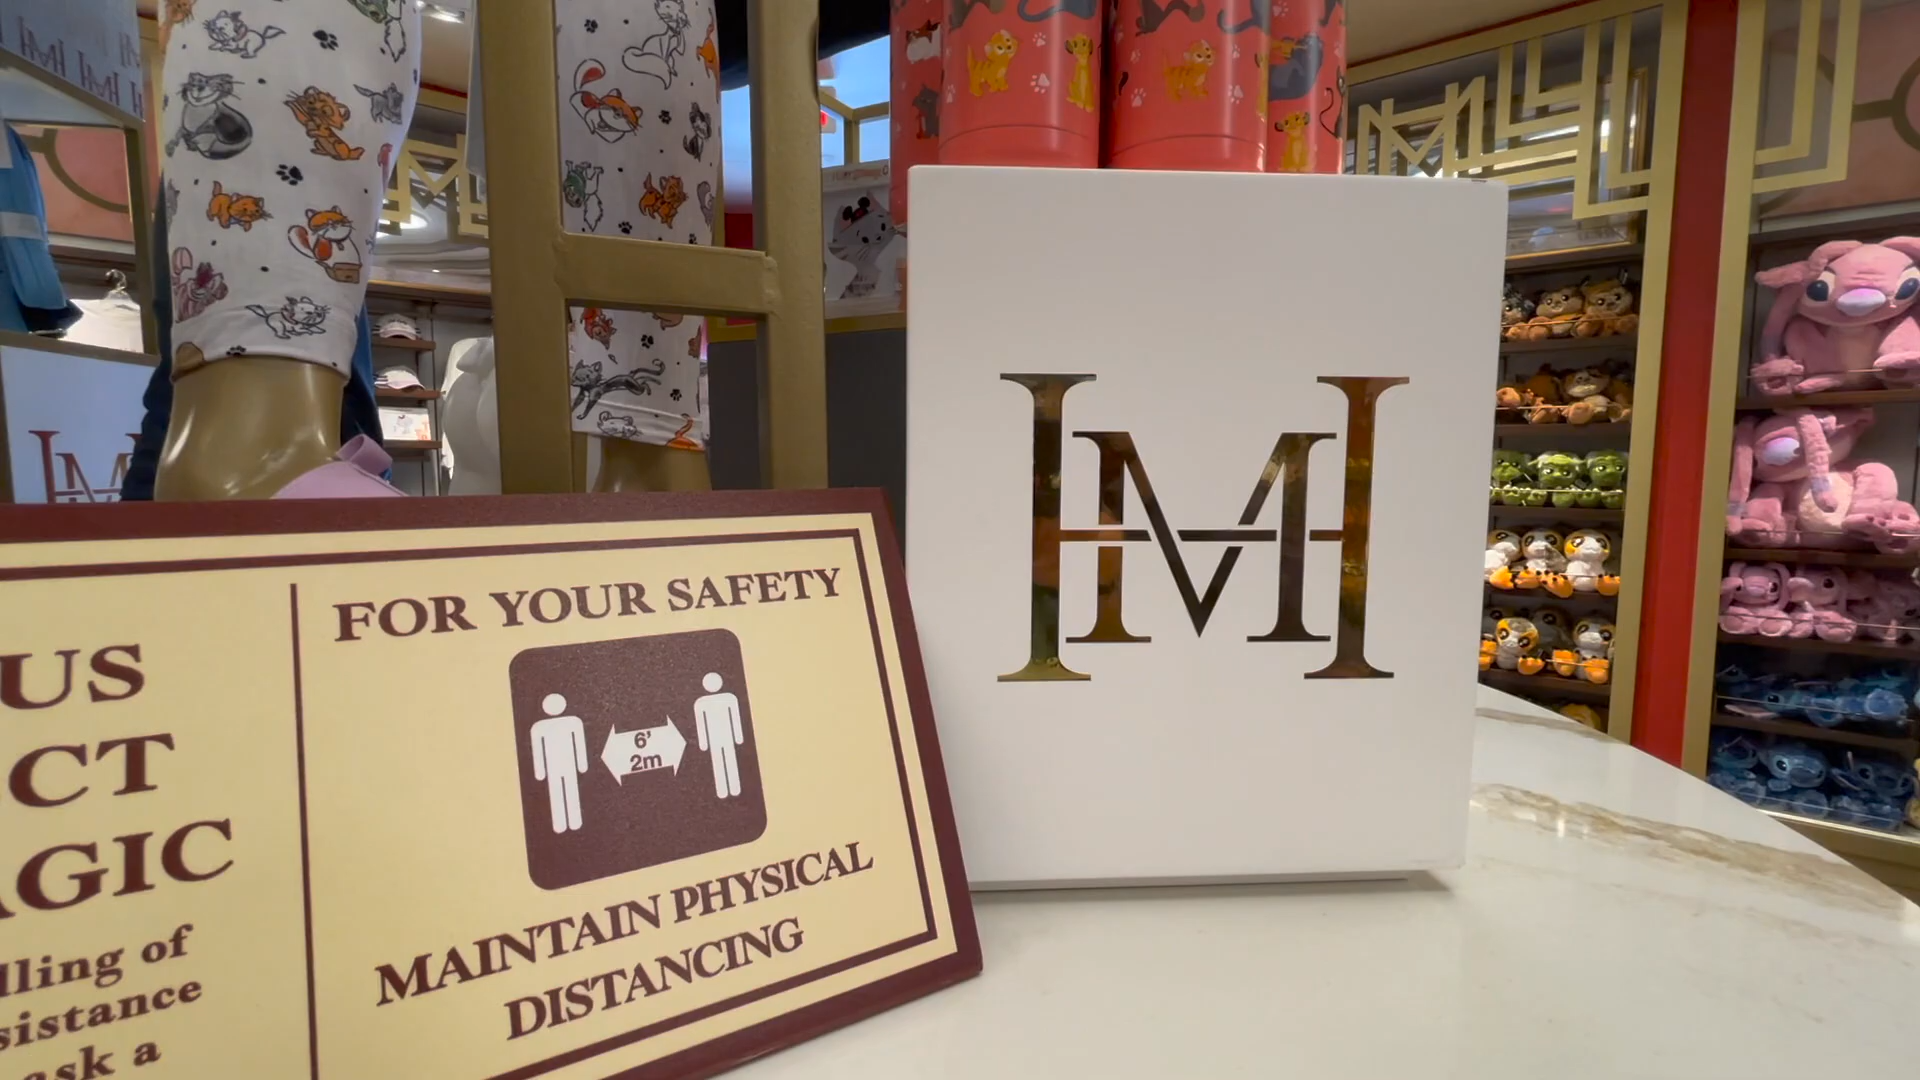 US
CT
AGIC
lling of
sistance
ask a
FOR YOUR SAFETY
6'
2m
MAINTAIN PHYSICAL
DISTANCING
HM